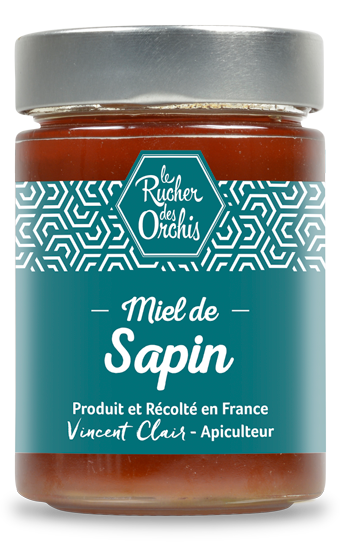 le
Rucher
des
Orchis
Miel de
Sapin
Produit et Récolté en France
Vincent Clair - Apiculteur